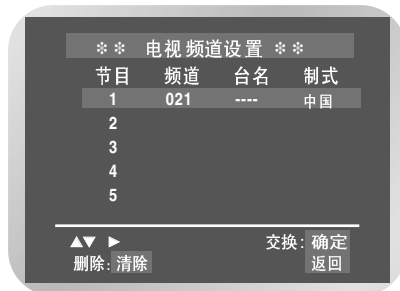 ❊❊ 电视频道设置 ❊❊
节目 频道 台名 制式
1 021 ---- 中国
2
3
4
5
▲▼ ▶ 交换: 确定
删除: 清除 返回